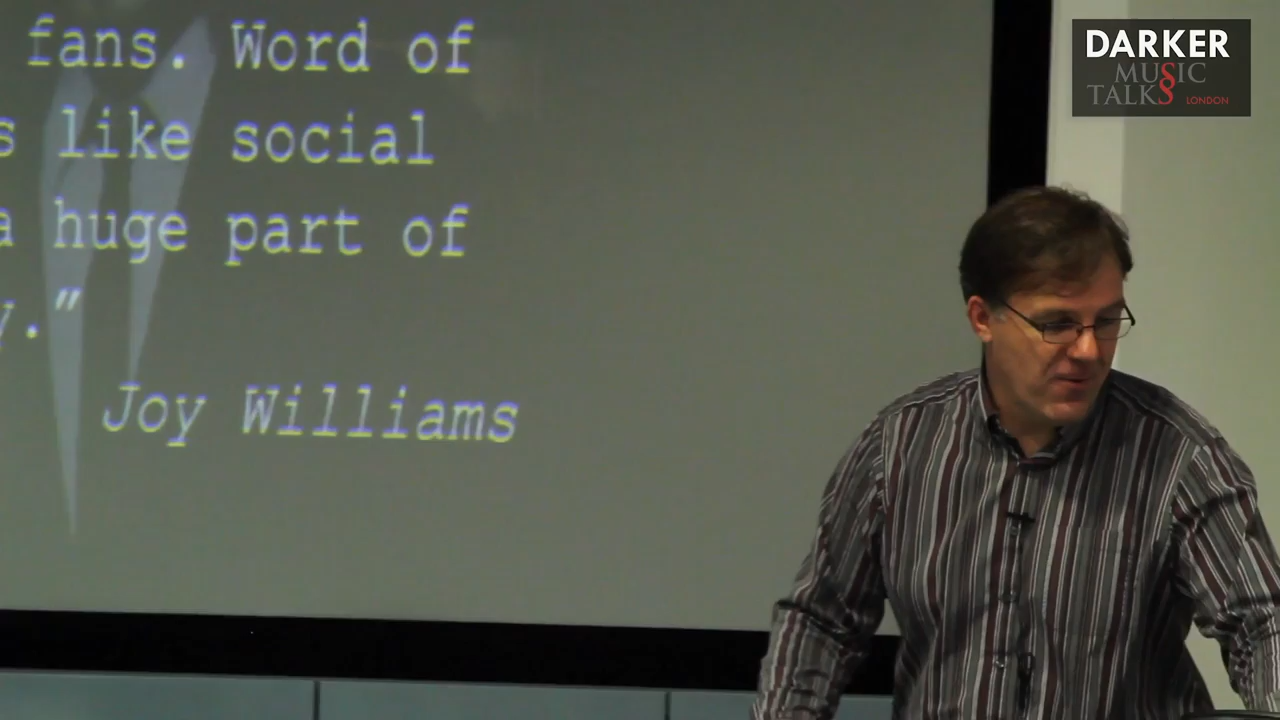 fans. Word of
s like social
a huge part of
y.”
Joy Williams
DARKER
MUSIC
TALKS LONDON